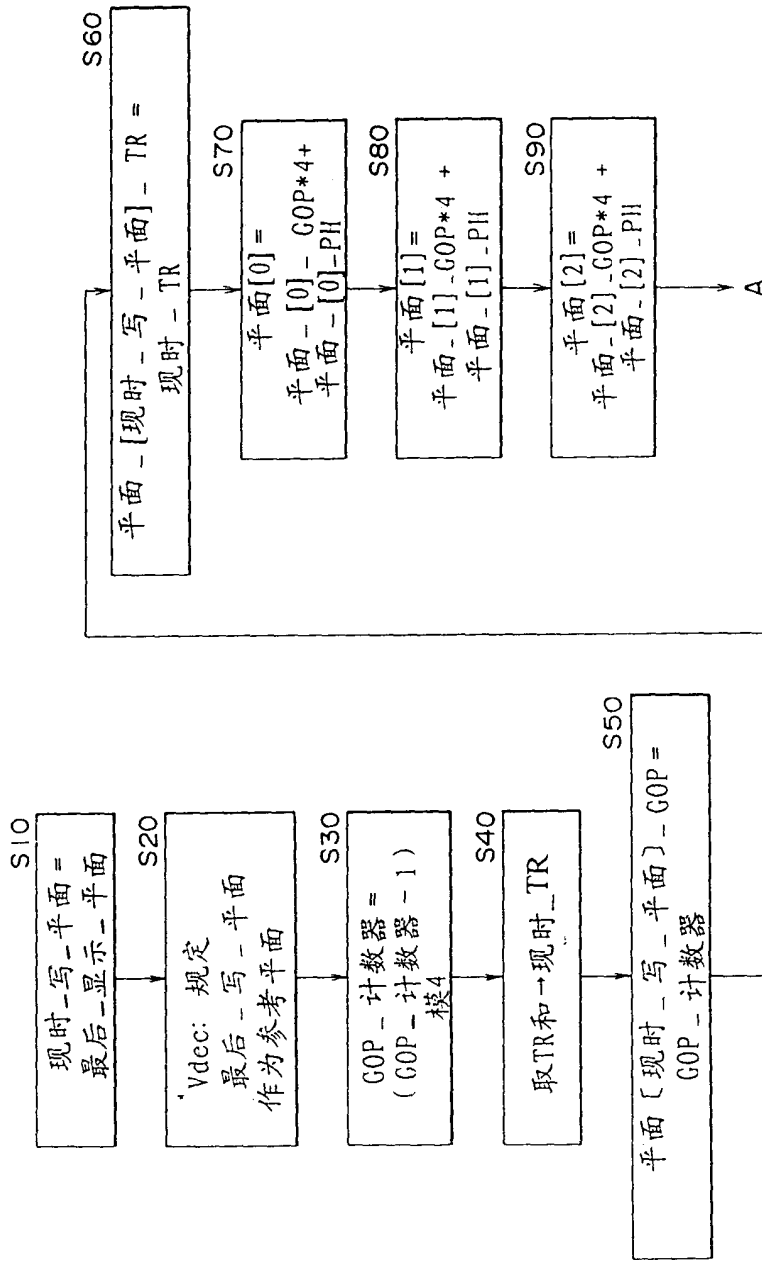 S10
现时_写_平面=
最后_显示_平面
S20
Vdec: 规定
最后_写_平面
作为参考平面
S30
GOP_计数器=
(GOP_计数器-1)
模4
S40
取TR和→现时_TR
S50
平面〔现时_写_平面〕_GOP=
GOP_计数器
S60
平面_[现时_写_平面]_TR=
现时_TR
S70
平面[0]=
平面_[0]_GOP*4+
平面_[0]_PH
S80
平面[1]=
平面_[1]_GOP*4+
平面_[1]_PH
S90
平面[2]=
平面_[2]_GOP*4+
平面_[2]_PH
A